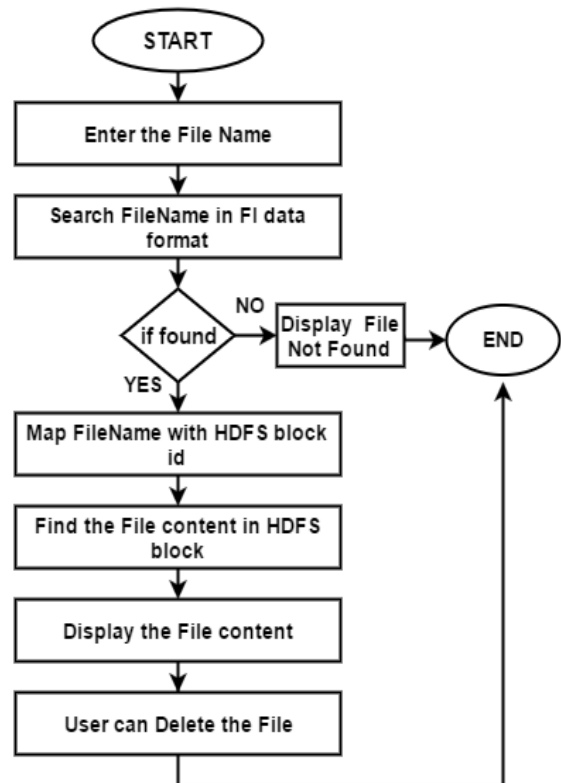 START
Enter the File Name
Search FileName in FI data
format
if found
NO
Display File
Not Found
END
YES
Map FileName with HDFS block
id
Find the File content in HDFS
block
Display the File content
User can Delete the File